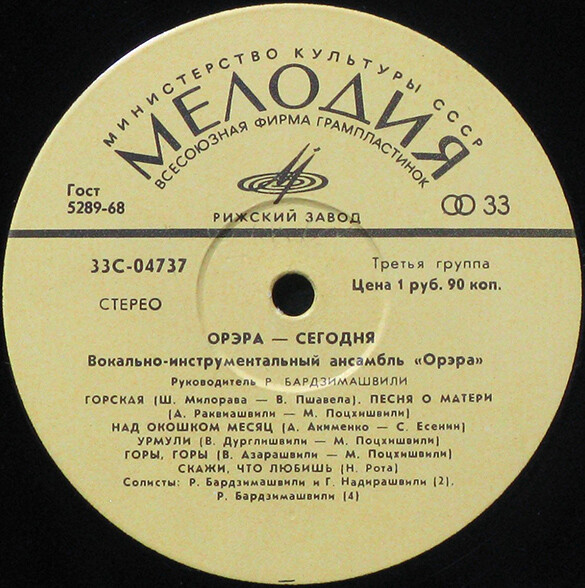 МИНИСТЕРСТВО КУЛЬТУРЫ СССР
МЕЛОДИЯ
ВСЕСОЮЗНАЯ ФИРМА ГРАМПЛАСТИНОК
Гост
5289-68
33
РИЖСКИЙ ЗАВОД
33С-04737
Третья группа
Цена 1 руб. 90 коп.
СТЕРЕО
ОРЭРА — СЕГОДНЯ
Вокально-инструментальный ансамбль «Орэра»
Руководитель Р. БАРДЗИМАШВИЛИ
ГОРСКАЯ (Ш. Милорава — В. Пшавела). ПЕСНЯ О МАТЕРИ
(А. Раквиашвили — М. Поцхишвили)
НАД ОКОШКОМ МЕСЯЦ (А. Акименко — С. Есенин)
УРМУЛИ (В. Дурглишвили — М. Поцхишвили)
ГОРЫ, ГОРЫ (В. Азарашвили — М. Поцхишвили)
СКАЖИ, ЧТО ЛЮБИШЬ (Н. Рота)
Солисты: Р. Бардзимашвили и Г. Надирашвили (2),
Р. Бардзимашвили (4)